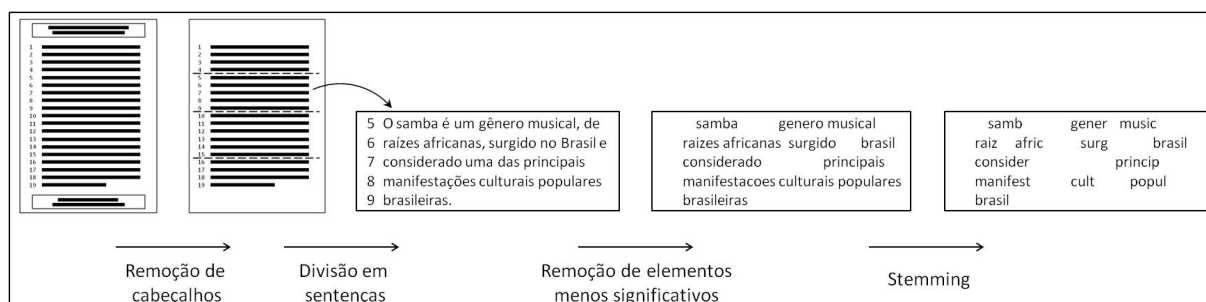 1
2
3
4
5
6
7
8
9
10
11
12
13
14
15
16
17
18
19
1
2
3
4
5
6
7
8
9
10
11
12
13
14
15
16
17
18
19
5 O samba é um gênero musical, de
6 raízes africanas, surgido no Brasil e
7 considerado uma das principais
8 manifestações culturais populares
9 brasileiras.
samba genero musical
raizes africanas surgido brasil
considerado principais
manifestacoes culturais populares
brasileiras
samb gener music
raiz afric surg brasil
consider princip
manifest cult popul
brasil
Remoção de
cabecalhos
Divisão em
sentencas
Remoção de elementos
menos significativos
Stemming